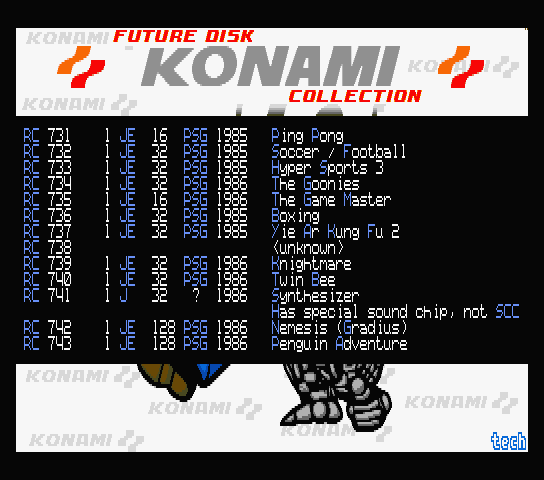 KONAMI FUTURE DISK
KONAMI KONAMI
COLLECTION
KONAMI
RC 731 1 JE 16 PSG 1985 Ping Pong
RC 732 1 JE 32 PSG 1985 Soccer / Football
RC 733 1 JE 32 PSG 1985 Hyper Sports 3
RC 734 1 JE 32 PSG 1986 The Goonies
RC 735 1 JE 16 PSG 1986 The Game Master
RC 736 1 JE 32 PSG 1985 Boxing
RC 737 1 JE 32 PSG 1985 Yie Ar Kung Fu 2
RC 738 (unknown)
RC 739 1 JE 32 PSG 1986 Knightmare
RC 740 1 JE 32 PSG 1986 Twin Bee
RC 741 1 J 32 ? 1986 Synthesizer
Has special sound chip, not SCC
RC 742 1 JE 128 PSG 1986 Nemesis (Gradius)
RC 743 1 JE 128 PSG 1986 Penguin Adventure
KONAMI
KONAMI
KONAMI
KONAMI
KONAMI
tech